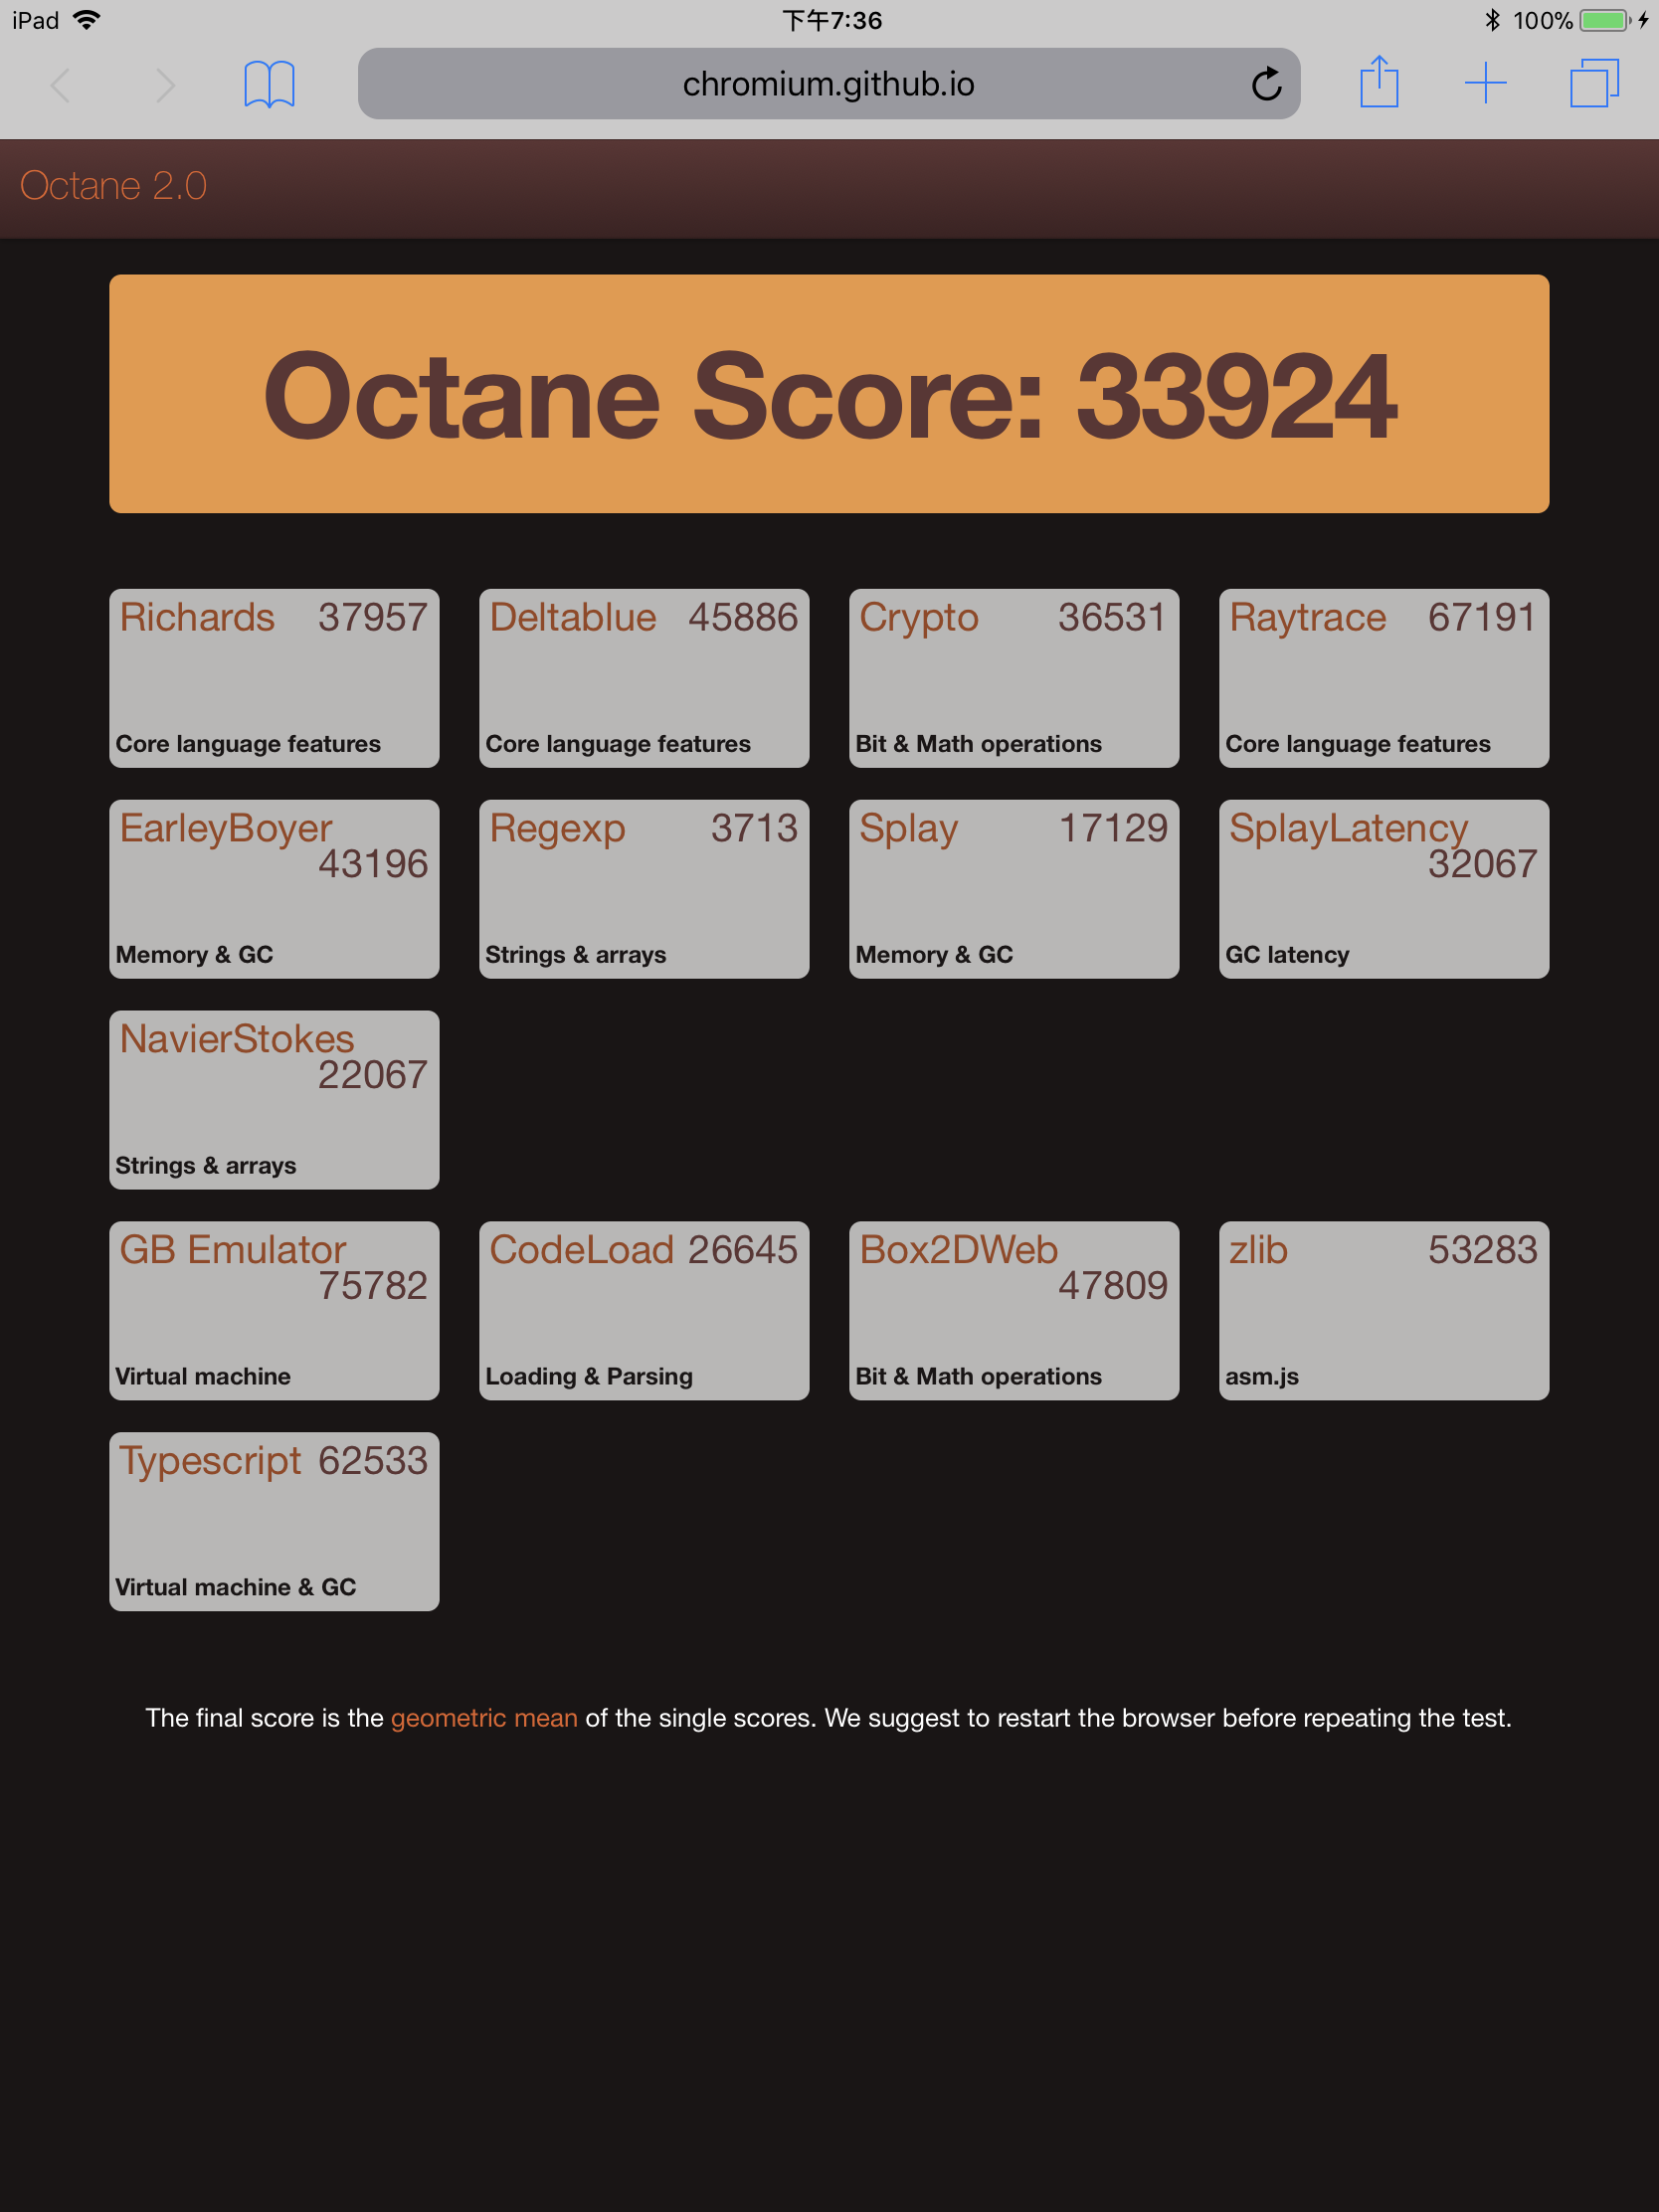 iPad 下午7:36 100%
chromium.github.io
Octane 2.0
Octane Score: 33924
Richards 37957
Core language features
Deltablue 45886
Core language features
Crypto 36531
Bit & Math operations
Raytrace 67191
Core language features
EarleyBoyer
43196
Memory & GC
Regexp 3713
Strings & arrays
Splay 17129
Memory & GC
SplayLatency
32067
GC latency
NavierStokes
22067
Strings & arrays
GB Emulator
75782
Virtual machine
CodeLoad 26645
Loading & Parsing
Box2DWeb
47809
Bit & Math operations
zlib 53283
asm.js
Typescript 62533
Virtual machine & GC
The final score is the geometric mean of the single scores. We suggest to restart the browser before repeating the test.